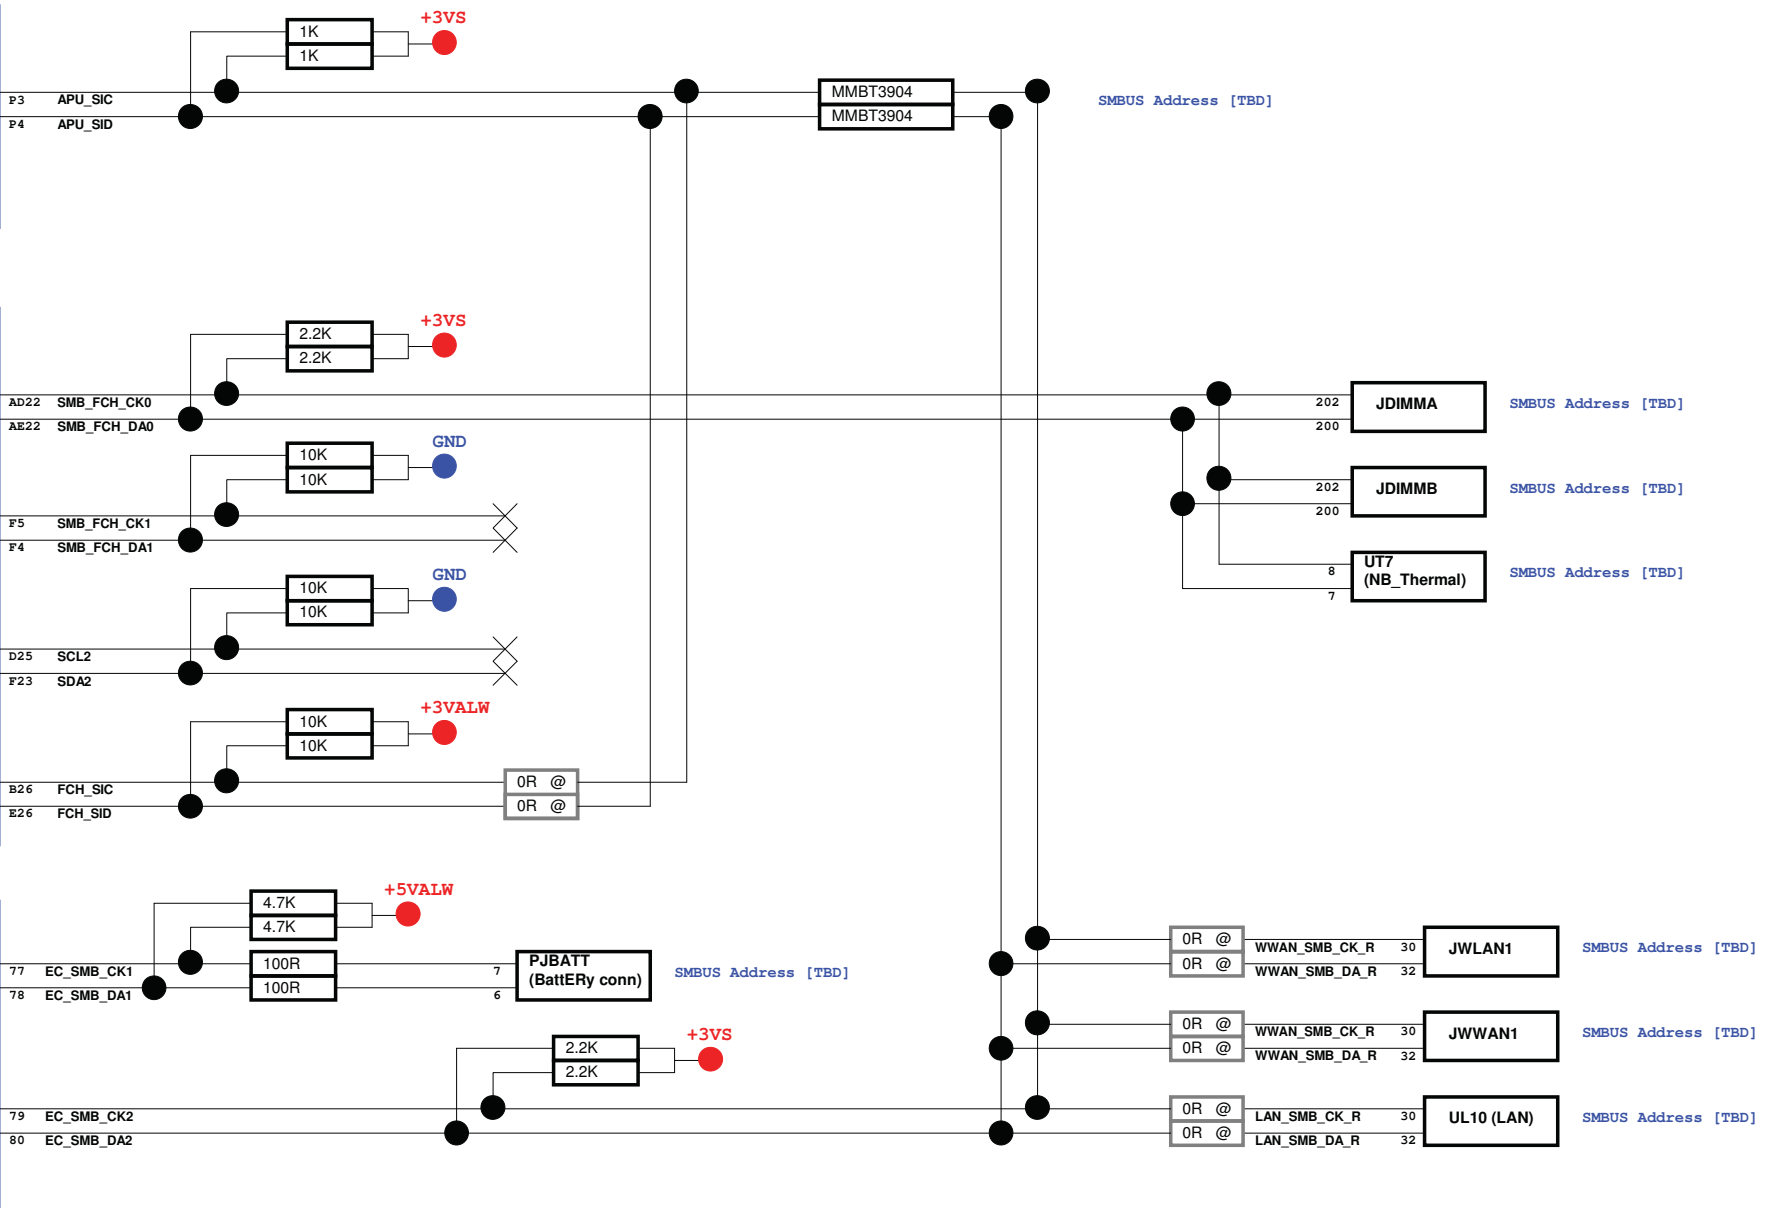 +3VS
1K
1K
P3 APU_SIC
MMBT3904
SMBUS Address [TBD]
P4 APU_SID
MMBT3904
+3VS
2.2K
2.2K
AD22 SMB_FCH_CK0
202
JDIMMA
SMBUS Address [TBD]
AE22 SMB_FCH_DA0
200
GND
10K
10K
202
JDIMMB
SMBUS Address [TBD]
200
F5 SMB_FCH_CK1
F4 SMB_FCH_DA1
UT7
(NB_Thermal)
8
7
SMBUS Address [TBD]
GND
10K
10K
D25 SCL2
F23 SDA2
+3VALW
10K
10K
B26 FCH_SIC
0R @
E26 FCH_SID
0R @
+5VALW
4.7K
4.7K
77 EC_SMB_CK1
100R
7
PJBATT
(BattERy conn)
SMBUS Address [TBD]
78 EC_SMB_DA1
100R
6
0R @
WWAN_SMB_CK_R 30
JWLAN1
SMBUS Address [TBD]
0R @
WWAN_SMB_DA_R 32
+3VS
2.2K
2.2K
0R @
WWAN_SMB_CK_R 30
JWWAN1
SMBUS Address [TBD]
0R @
WWAN_SMB_DA_R 32
79 EC_SMB_CK2
0R @
LAN_SMB_CK_R 30
UL10 (LAN)
SMBUS Address [TBD]
80 EC_SMB_DA2
0R @
LAN_SMB_DA_R 32